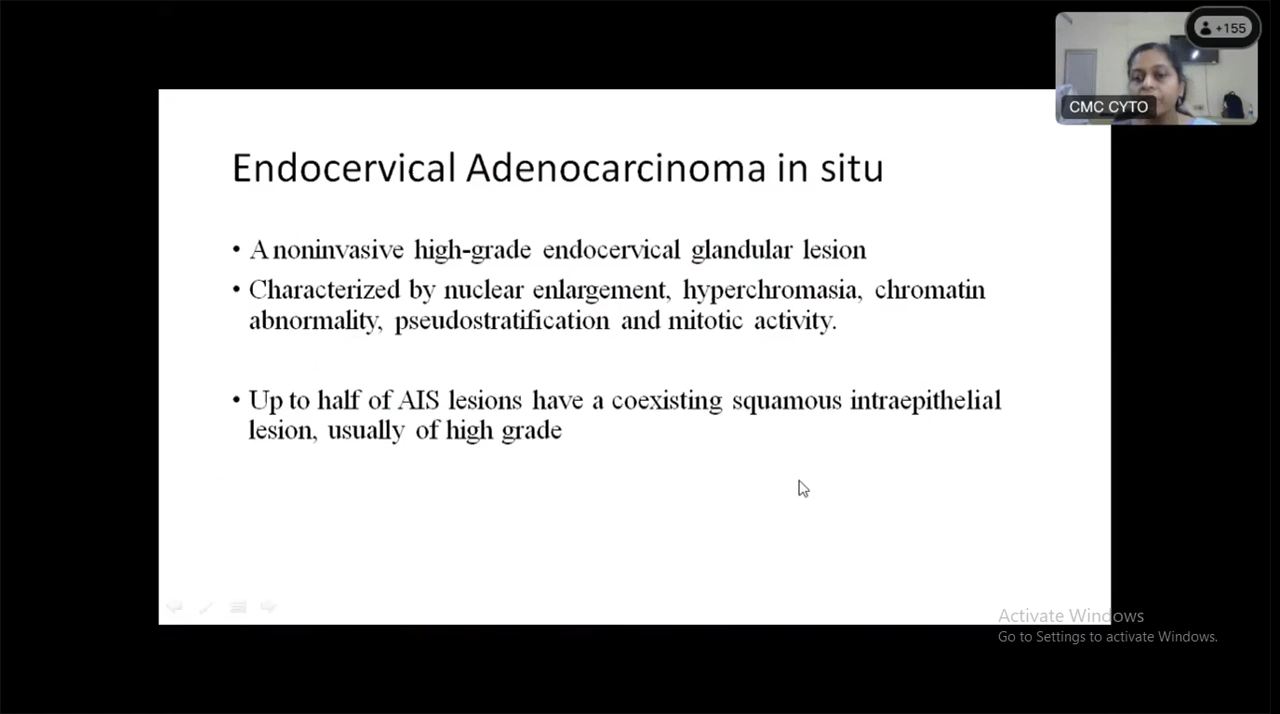 +155
CMC CYTO
Endocervical Adenocarcinoma in situ
• A noninvasive high-grade endocervical glandular lesion
• Characterized by nuclear enlargement, hyperchromasia, chromatin
abnormality, pseudostratification and mitotic activity.
• Up to half of AIS lesions have a coexisting squamous intraepithelial
lesion, usually of high grade
Activate Windows
Go to Settings to activate Windows.